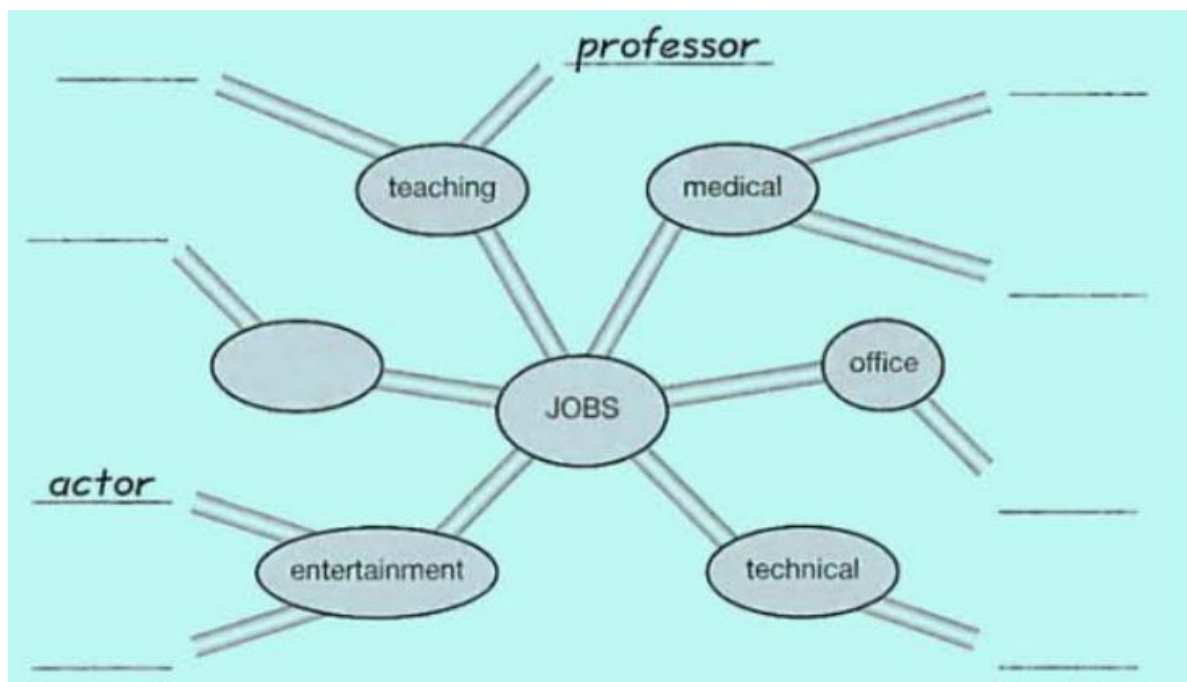 professor
teaching
medical
office
JOBS
actor
entertainment
technical